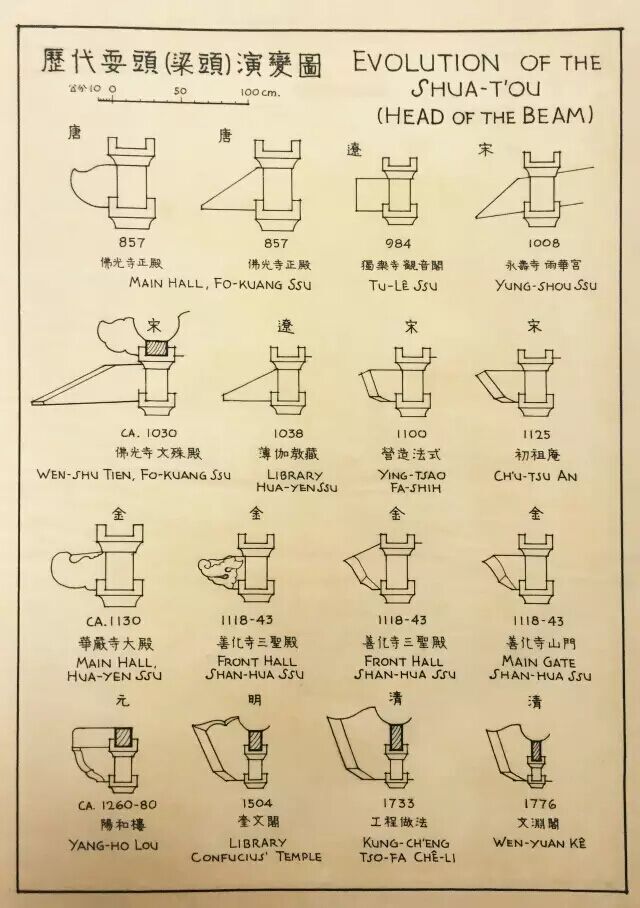 歷代耍頭(梁頭)演變圖
EVOLUTION OF THE
SHUA-T'OU
(HEAD OF THE BEAM)
公分 10 0 50 100 cm.
唐 唐 遼 宋
857 857 984 1008
佛光寺正殿 佛光寺正殿 獨樂寺觀音閣 永壽寺雨華宮
MAIN HALL, FO-KUANG SSU TU-LÊ SSU YUNG-SHOU SSU
宋 遼 宋 宋
CA. 1030 1038 1100 1125
佛光寺文殊殿 薄伽教藏 營造法式 初祖庵
WEN-SHU TIEN, FO-KUANG SSU LIBRARY YING-TSAO CH'U-TSU AN
HUA-YEN SSU FA-SHIH
金 金 金 金
CA. 1130 1118-43 1118-43 1118-43
華嚴寺大殿 善化寺三聖殿 善化寺三聖殿 善化寺山門
MAIN HALL, FRONT HALL FRONT HALL MAIN GATE
HUA-YEN SSU SHAN-HUA SSU SHAN-HUA SSU SHAN-HUA SSU
元 明 清 清
CA. 1260-80 1504 1733 1776
陽和樓 奎文閣 工程做法 文淵閣
YANG-HO LOU LIBRARY KUNG-CH'ENG WEN-YUAN KÊ
CONFUCIUS' TEMPLE TSO-FA CHÊ-LI